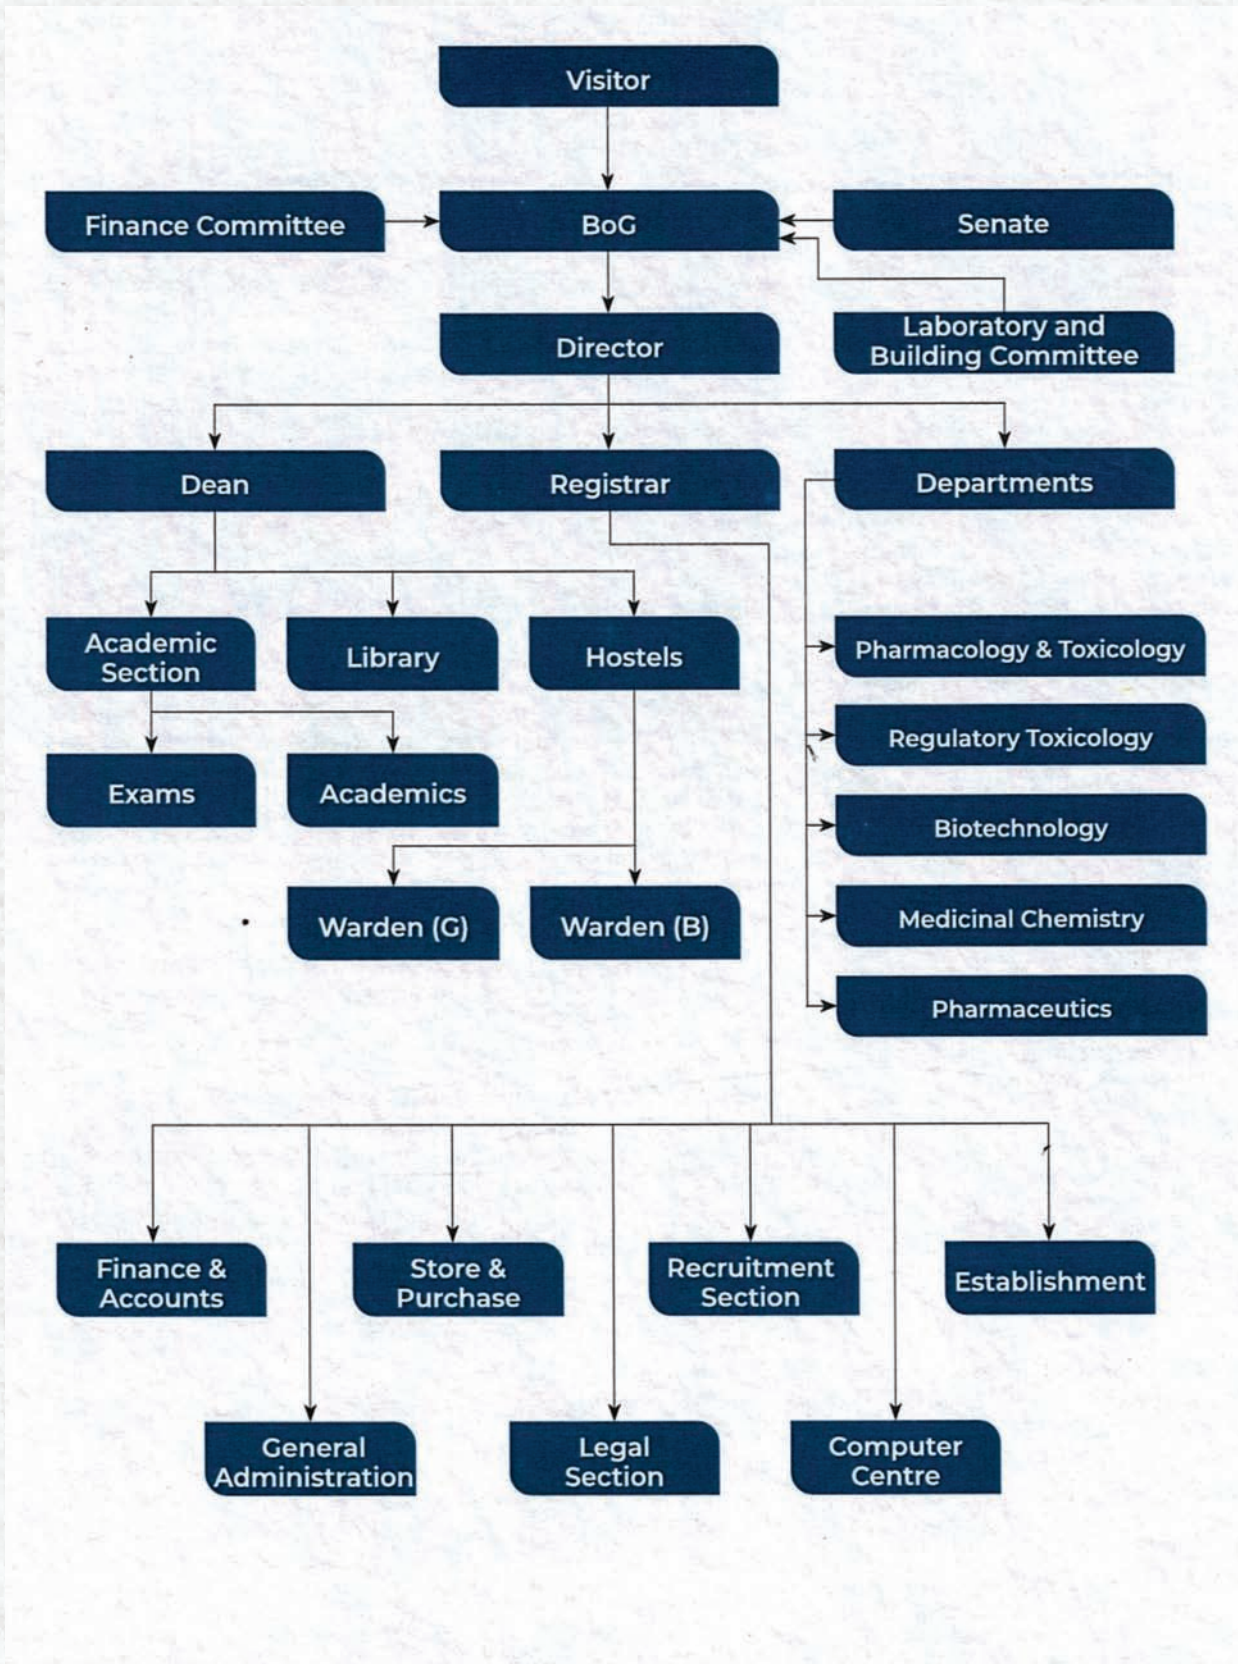 Visitor
Finance Committee
BoG
Senate
Director
Laboratory and
Building Committee
Dean
Registrar
Departments
Academic
Section
Library
Hostels
Pharmacology & Toxicology
Regulatory Toxicology
Exams
Academics
Biotechnology
Warden (G)
Warden (B)
Medicinal Chemistry
Pharmaceutics
Finance &
Accounts
Store &
Purchase
Recruitment
Section
Establishment
General
Administration
Legal
Section
Computer
Centre